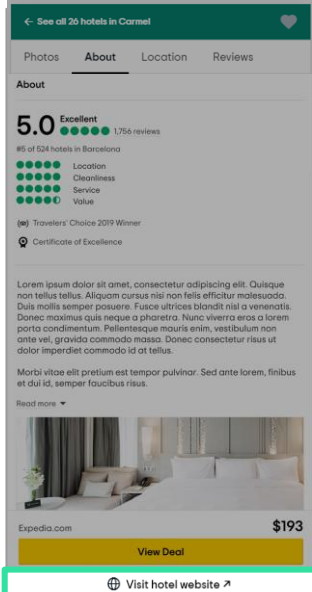 ← See all 26 hotels in Carmel
Photos About Location Reviews
About
5.0 Excellent
1,756 reviews
#5 of 524 hotels in Barcelona
Location
Cleanliness
Service
Value
Travelers' Choice 2019 Winner
Certificate of Excellence
Lorem ipsum dolor sit amet, consectetur adipiscing elit. Quisque
non tellus tellus. Aliquam cursus nisi non felis efficitur malesuada.
Duis mollis semper posuere. Fusce ultrices blandit nisl a venenatis.
Donec maximus quis neque a pharetra. Nunc viverra eros a lorem
porta condimentum. Pellentesque mauris enim, vestibulum non
ante vel, gravida commodo massa. Donec consectetur risus ut
dolor imperdiet commodo id at tellus.
Morbi vitae elit pretium est tempor pulvinar. Sed ante lorem, finibus
et dui id, semper faucibus risus.
Read more
Expedia.com $193
View Deal
Visit hotel website ↗